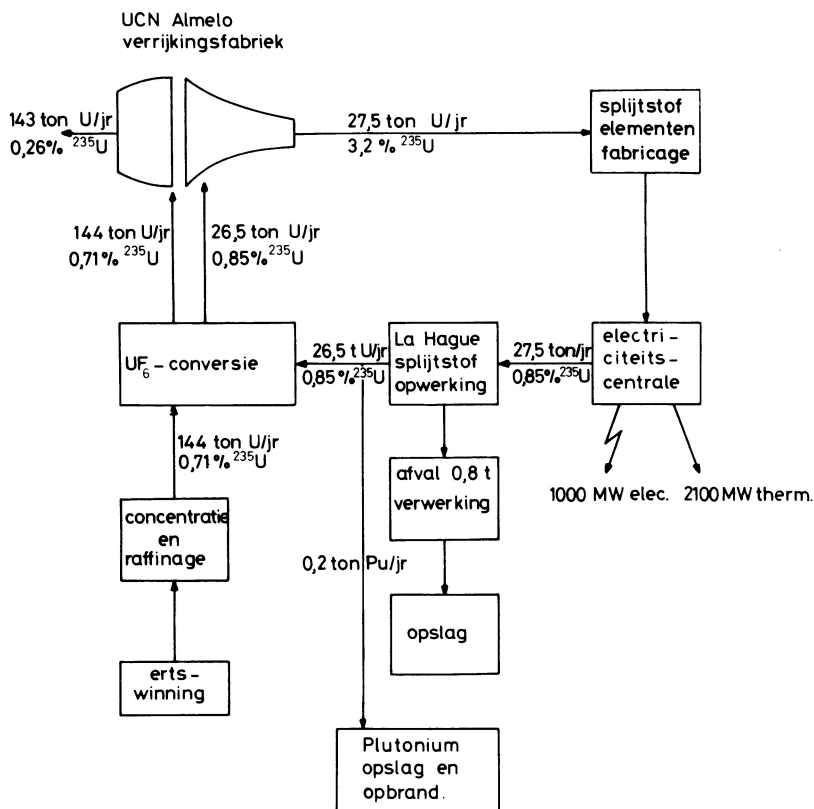 UCN Almelo
verrijkingsfabriek
143 ton U/jr
0,26% ²³⁵U
27,5 ton U/jr
3,2 % ²³⁵U
splijtstof
elementen
fabricage
144 ton U/jr
0,71% ²³⁵U
26,5 ton U/jr
0,85% ²³⁵U
UF₆ - conversie
26,5 t U/jr
0,85% ²³⁵U
La Hague
splijtstof
opwerking
27,5 ton/jr
0,85% ²³⁵U
electri -
citeits-
centrale
144 ton U/jr
0,71% ²³⁵U
afval 0,8 t
verwerking
1000 MW elec.
2100 MW therm.
concentratie
en
raffinage
0,2 ton Pu/jr
opslag
erts -
winning
Plutonium
opslag en
opbrand.